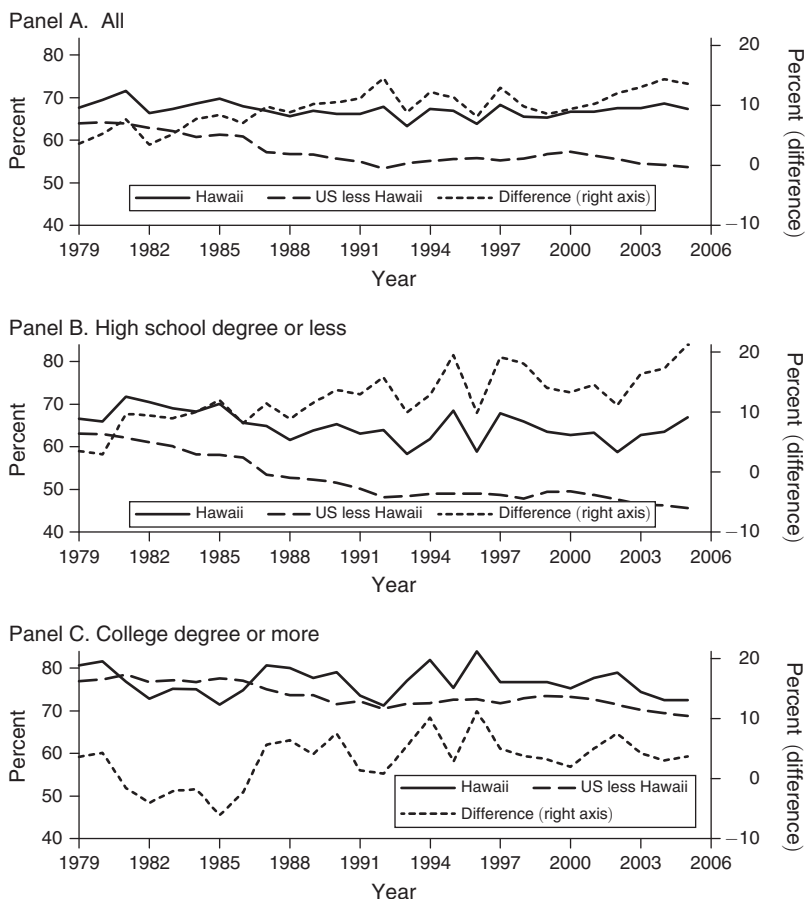 Panel A. All
80
70
60
50
40
Percent
20
10
0
−10
Percent (difference)
Hawaii US less Hawaii Difference (right axis)
1979 1982 1985 1988 1991 1994 1997 2000 2003 2006
Year
Panel B. High school degree or less
80
70
60
50
40
Percent
20
10
0
−10
Percent (difference)
Hawaii US less Hawaii Difference (right axis)
1979 1982 1985 1988 1991 1994 1997 2000 2003 2006
Year
Panel C. College degree or more
80
70
60
50
40
Percent
20
10
0
−10
Percent (difference)
Hawaii US less Hawaii
Difference (right axis)
1979 1982 1985 1988 1991 1994 1997 2000 2003 2006
Year